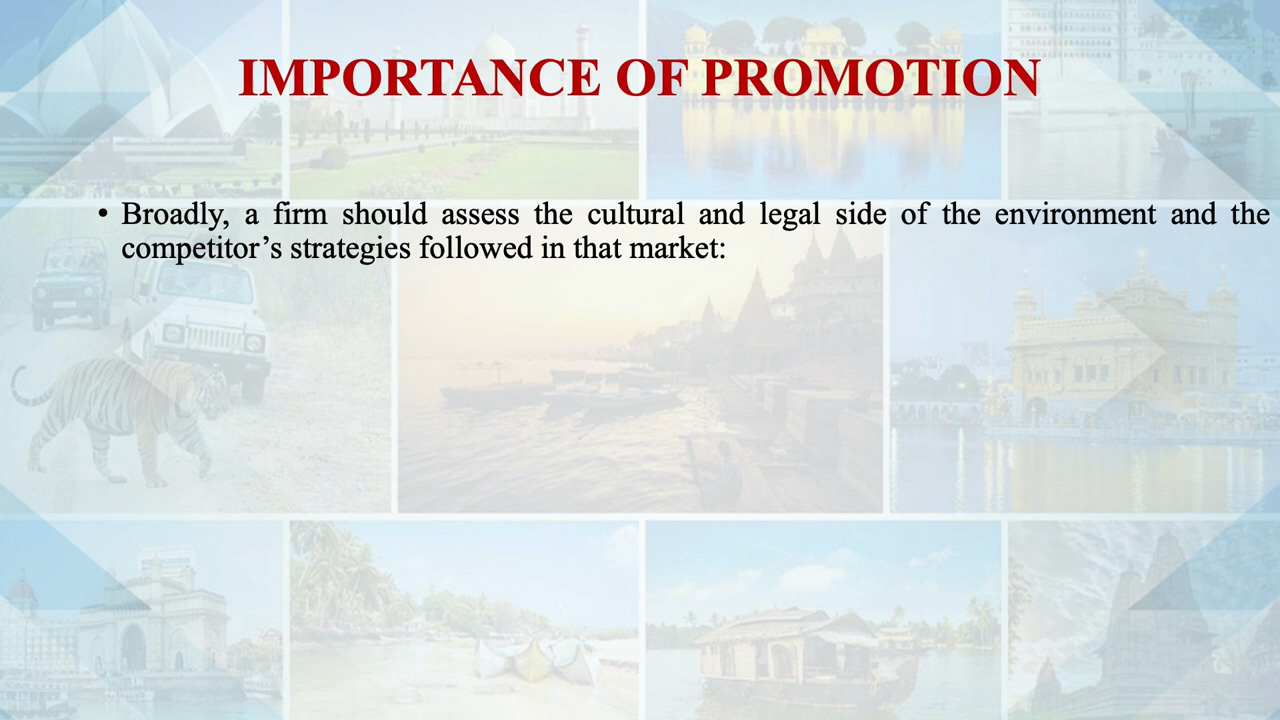 IMPORTANCE OF PROMOTION
• Broadly, a firm should assess the cultural and legal side of the environment and the
competitor’s strategies followed in that market: